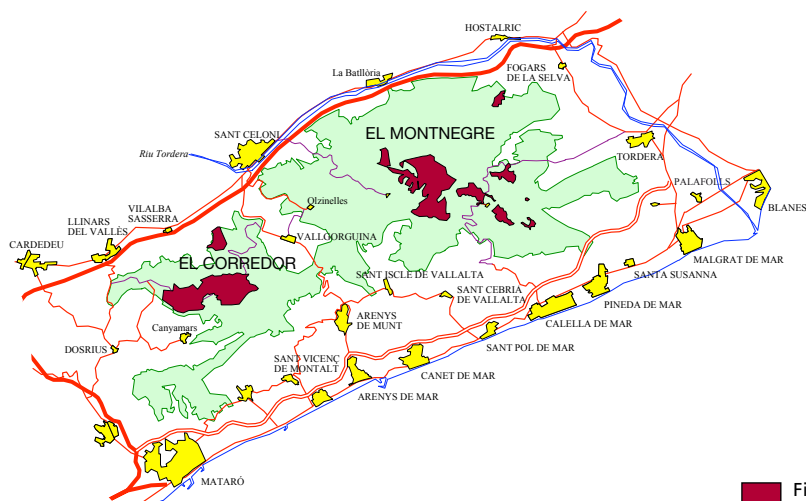 HOSTALRIC
FOGARS
DE LA SELVA
La Batllòria
SANT CELONI
EL MONTNEGRE
Riu Tordera
TORDERA
PALAFOLLS
BLANES
Olzinelles
VILALBA
SASSERRA
LLINARS
DEL VALLÈS
CARDEDEU
VALLGORGUINA
EL CORREDOR
MALGRAT DE MAR
SANT ISCLE DE VALLALTA
SANTA SUSANNA
SANT CEBRIÀ
DE VALLALTA
PINEDA DE MAR
ARENYS
DE MUNT
CALELLA DE MAR
Canyamars
SANT POL DE MAR
DOSRIUS
SANT VICENÇ
DE MONTALT
CANET DE MAR
ARENYS DE MAR
MATARÓ